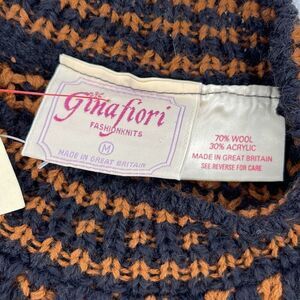 Ginafiori
FASHIONKNITS
M
MADE IN GREAT BRITAIN
70% WOOL
30% ACRYLIC
MADE IN GREAT BRITAIN
SEE REVERSE FOR CARE